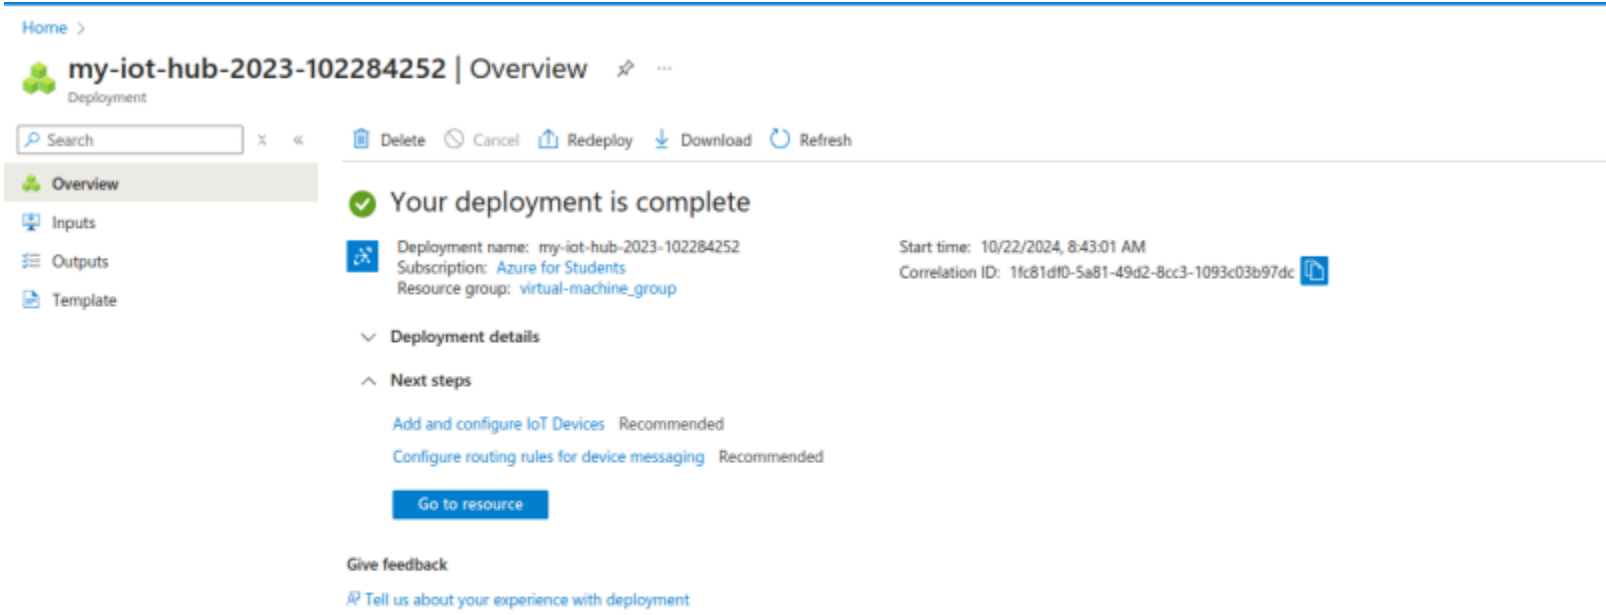 Home >
my-iot-hub-2023-102284252 | Overview ...
Deployment
Search
Delete Cancel Redeploy Download Refresh
Overview
Inputs
Outputs
Template
Your deployment is complete
Deployment name: my-iot-hub-2023-102284252
Subscription: Azure for Students
Resource group: virtual-machine_group
Start time: 10/22/2024, 8:43:01 AM
Correlation ID: 1fc81df0-5a81-49d2-8cc3-1093c03b97dc
Deployment details
Next steps
Add and configure IoT Devices Recommended
Configure routing rules for device messaging Recommended
Go to resource
Give feedback
Tell us about your experience with deployment